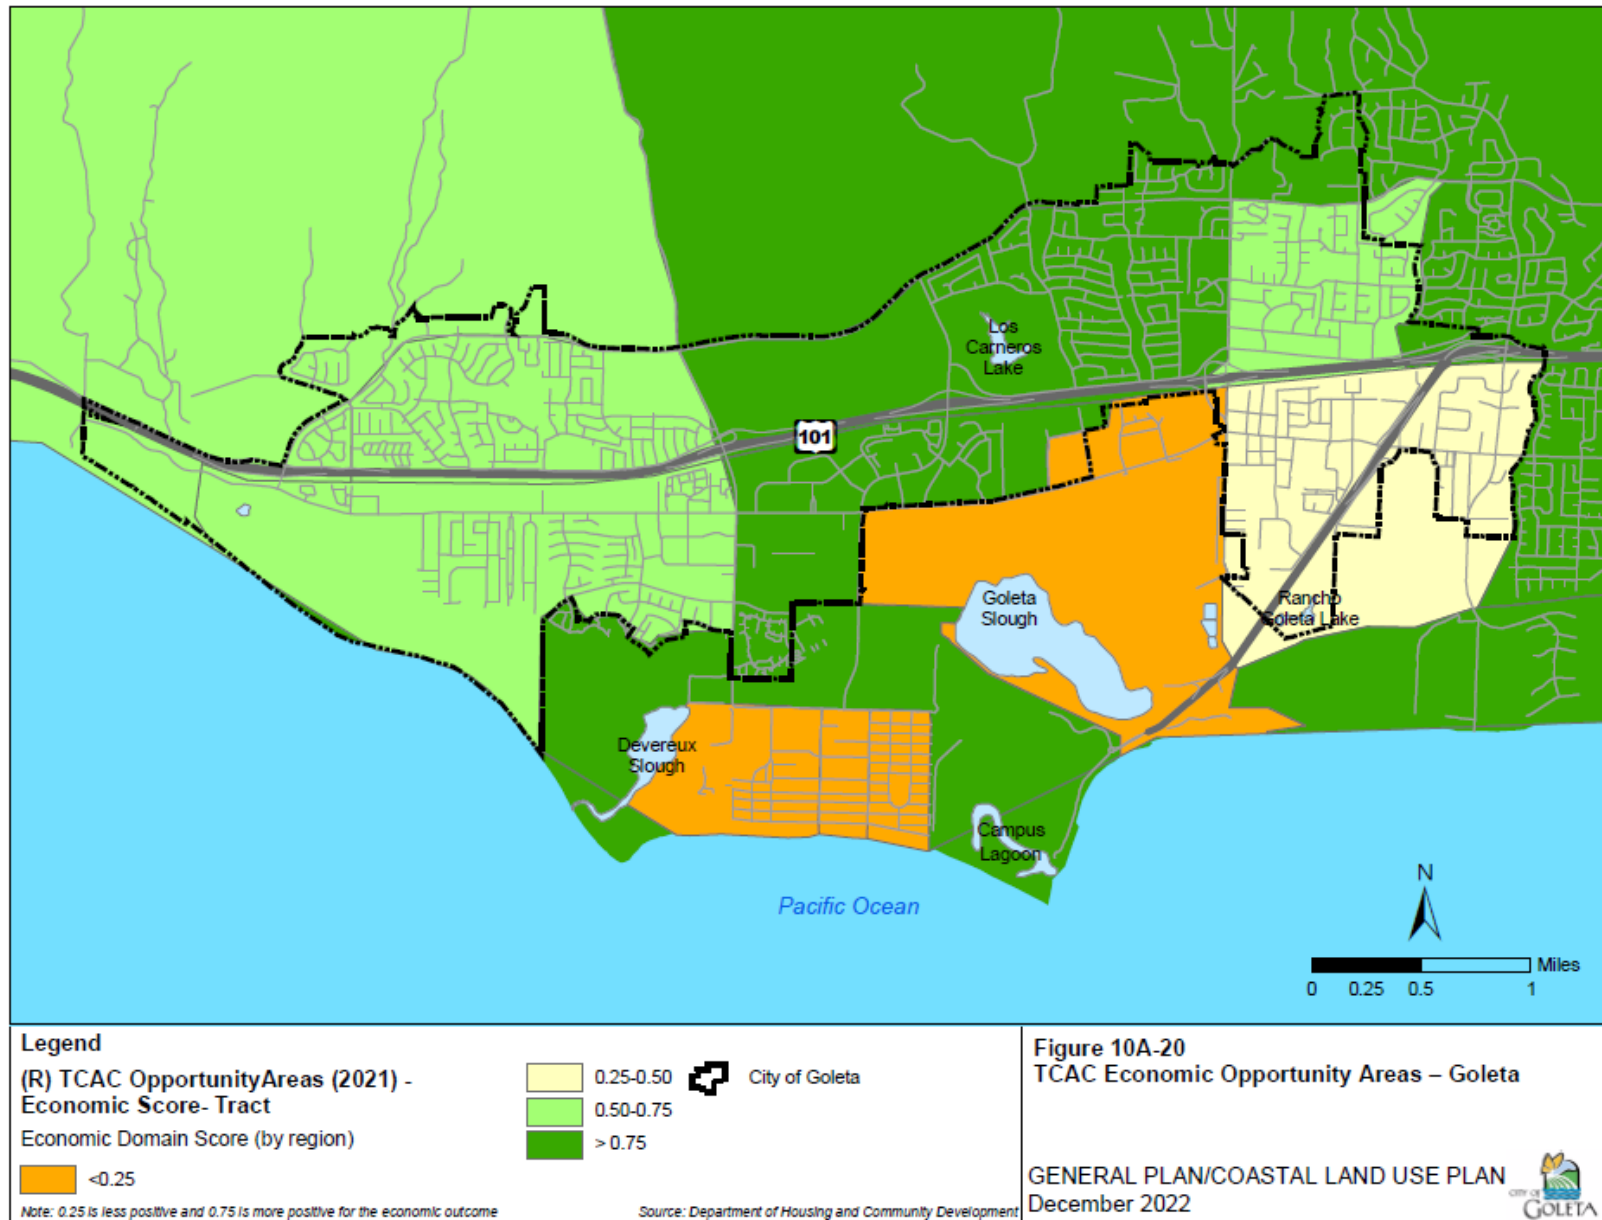 Los
Carneros
Lake
101
Goleta
Slough
Rancho
Goleta Lake
Devereux
Slough
Campus
Lagoon
Pacific Ocean
N
Miles
0 0.25 0.5 1
Legend
(R) TCAC OpportunityAreas (2021) -
Economic Score- Tract
Economic Domain Score (by region)
<0.25
0.25-0.50
0.50-0.75
> 0.75
City of Goleta
Note: 0.25 is less positive and 0.75 is more positive for the economic outcome
Source: Department of Housing and Community Development
Figure 10A-20
TCAC Economic Opportunity Areas – Goleta
GENERAL PLAN/COASTAL LAND USE PLAN
December 2022
CITY OF
GOLETA